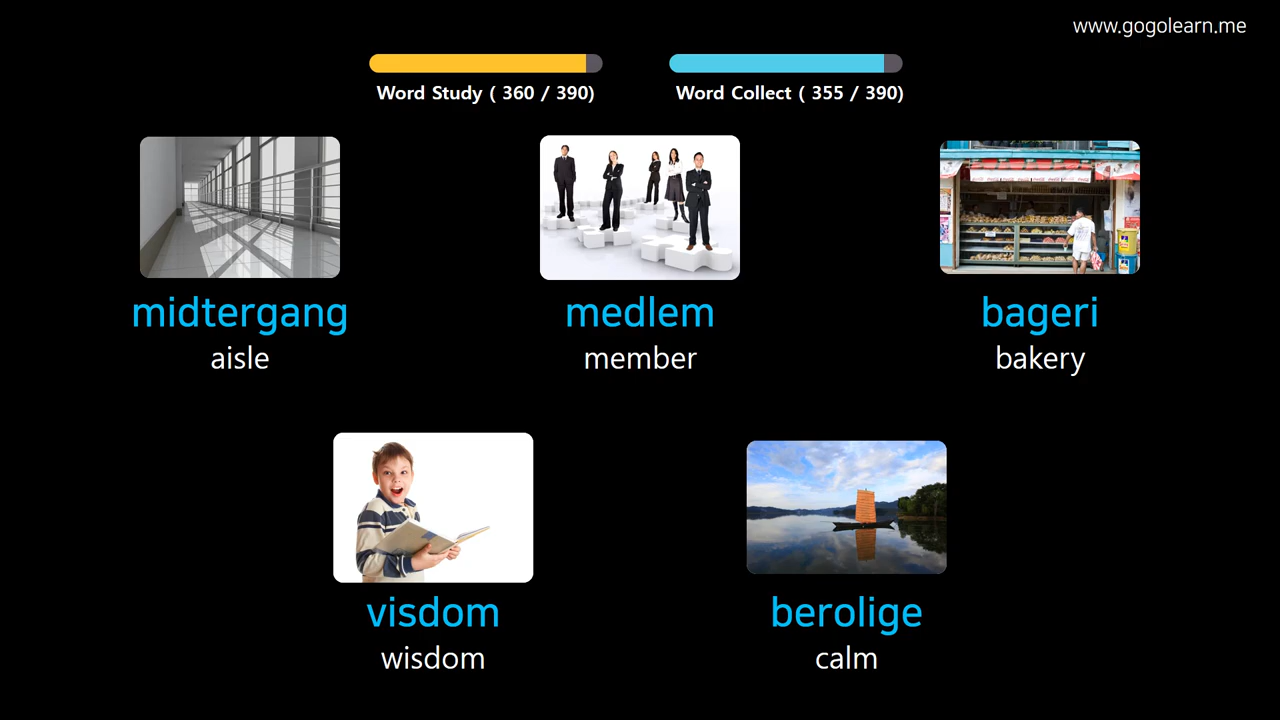 www.gogolearn.me
Word Study ( 360 / 390)
Word Collect ( 355 / 390)
midtergang
aisle
medlem
member
bageri
bakery
visdom
wisdom
berolige
calm